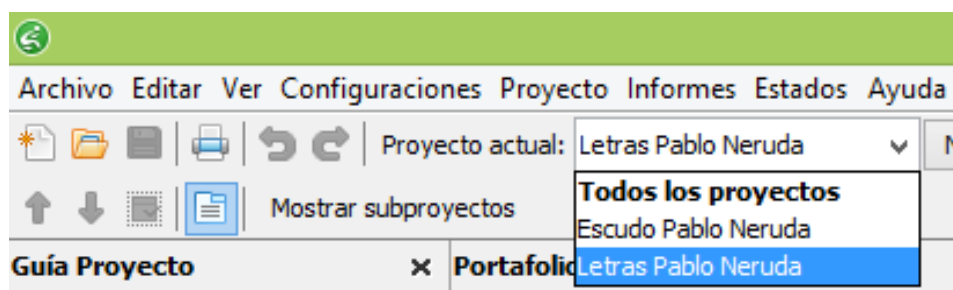 Archivo Editar Ver Configuraciones Proyecto Informes Estados Ayuda
Proyecto actual: Letras Pablo Neruda
Todos los proyectos
Mostrar subproyectos
Escudo Pablo Neruda
Guía Proyecto
Letras Pablo Neruda